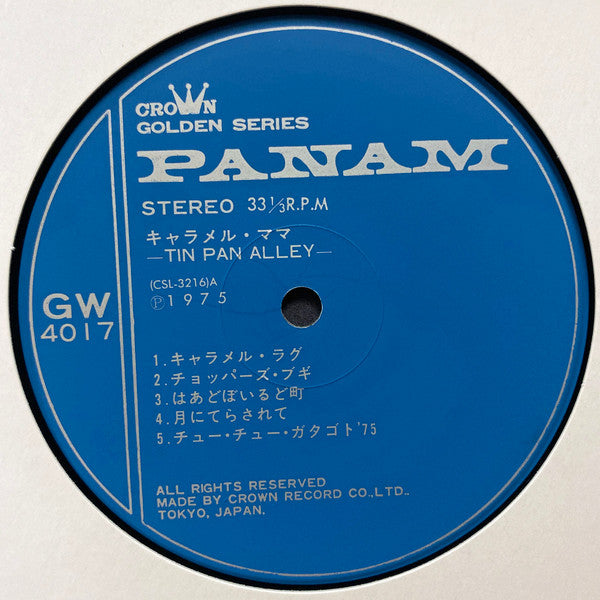 CROWN
GOLDEN SERIES
PANAM
STEREO 33 1/3 R.P.M
キャラメル・ママ
—TIN PAN ALLEY—
(CSL-3216)A
Ⓟ1975
GW
4017
1.キャラメル・ラグ
2.チョッパーズ・ブギ
3.はあどぼいるど町
4.月にてらされて
5.チュー・チュー・ガタゴト'75
ALL RIGHTS RESERVED
MADE BY CROWN RECORD CO.,LTD..
TOKYO, JAPAN.